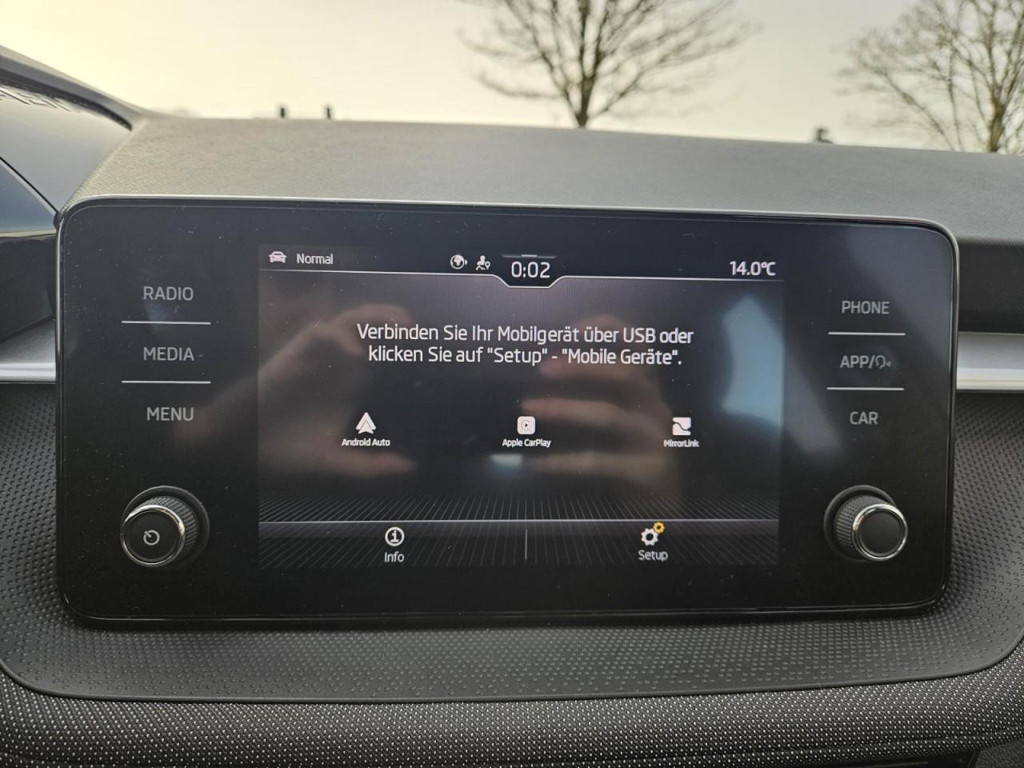 Normal
0:02
14.0°C
RADIO
MEDIA
MENU
Verbinden Sie Ihr Mobilgerät über USB oder
klicken Sie auf "Setup" - "Mobile Geräte".
Android Auto
Apple CarPlay
MirrorLink
Info
Setup
PHONE
APP/
CAR